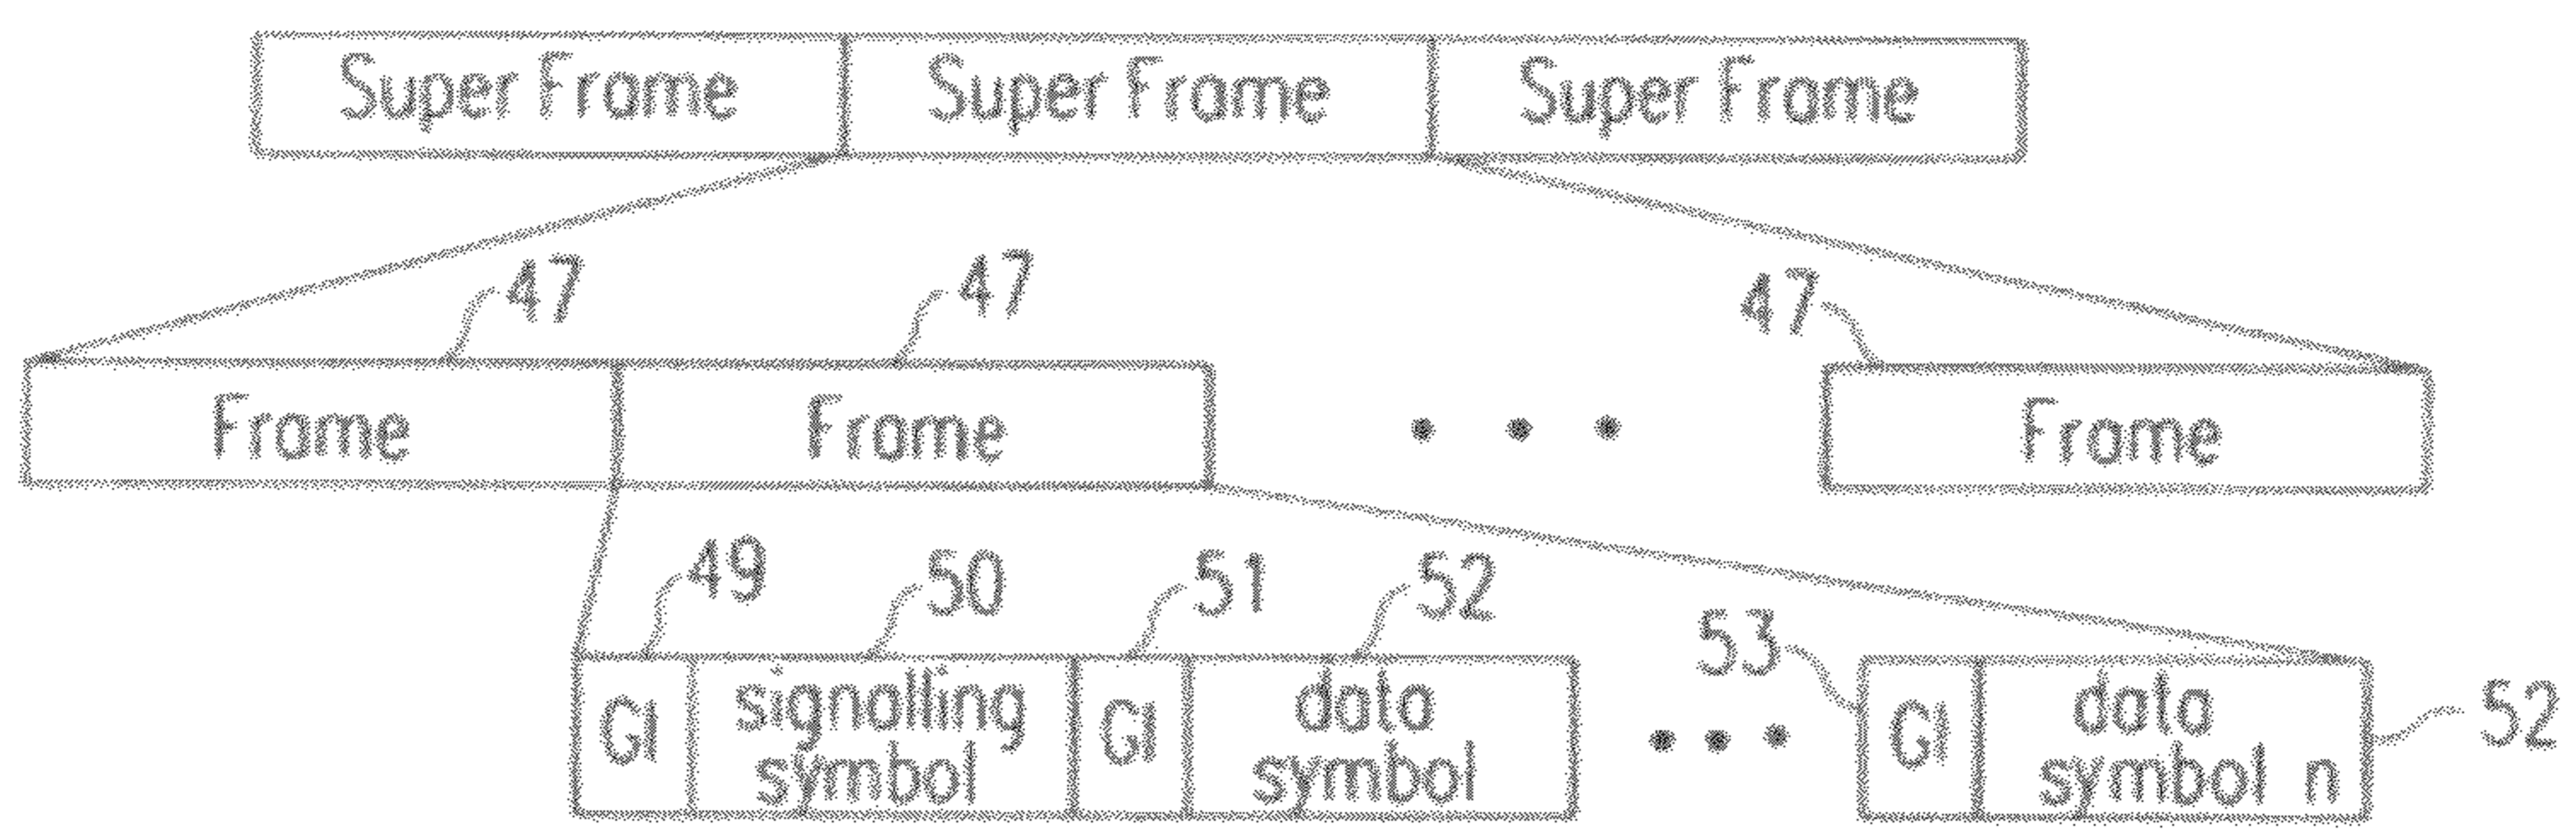 Super Frame Super Frame Super Frame
47 47 47
Frame Frame • • • Frame
49 50 51 52 53
GI signalling symbol GI data symbol • • • GI data symbol n 52